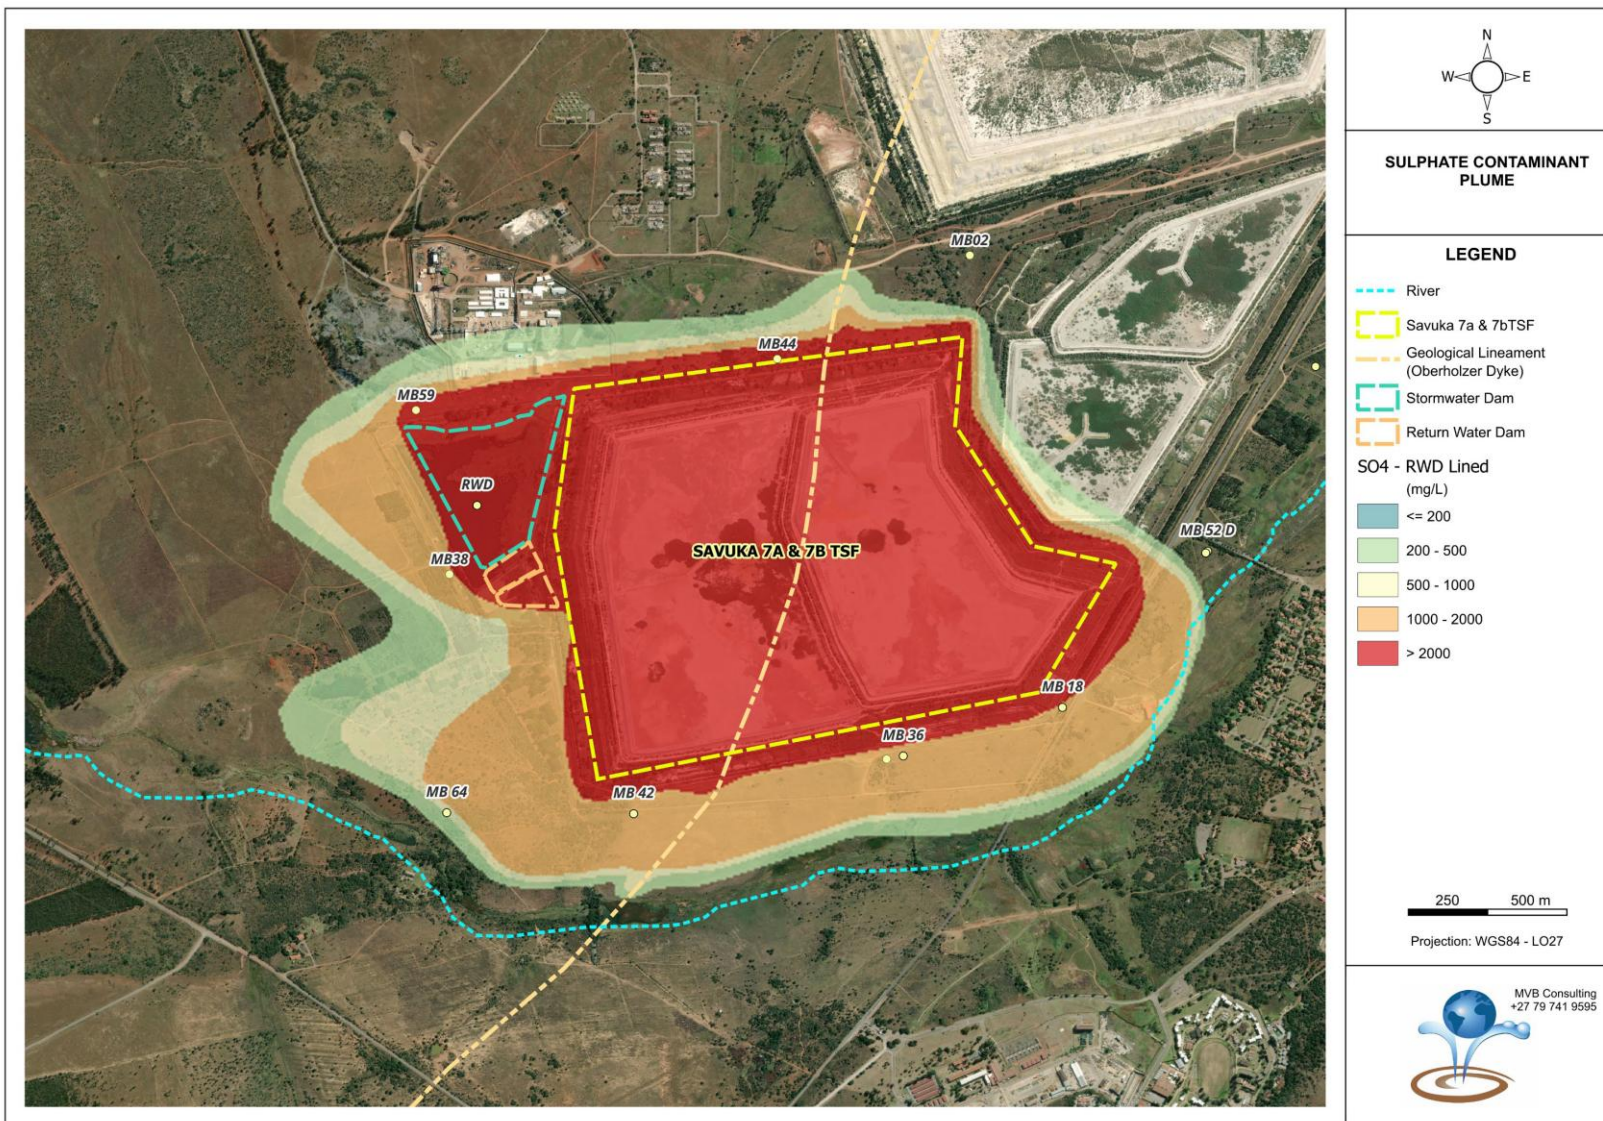 N
W
E
S
SULPHATE CONTAMINANT
PLUME
LEGEND
River
Savuka 7a & 7bTSF
Geological Lineament
(Oberholzer Dyke)
Stormwater Dam
Return Water Dam
SO4 - RWD Lined
(mg/L)
<= 200
200 - 500
500 - 1000
1000 - 2000
> 2000
250
500 m
Projection: WGS84 - LO27
MVB Consulting
+27 79 741 9595
MB02
MB44
MB59
RWD
MB38
SAVUKA 7A & 7B TSF
MB 52 D
MB 18
MB 36
MB 64
MB 42